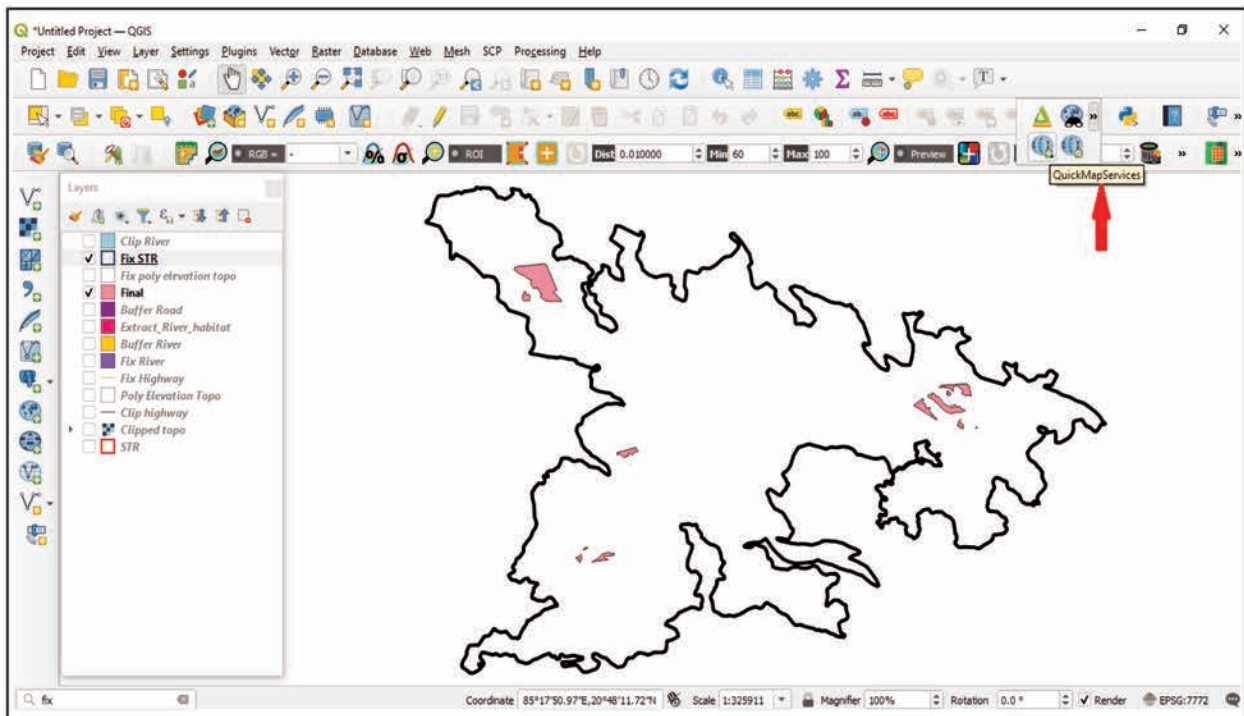 *Untitled Project — QGIS
Project Edit View Layer Settings Plugins Vector Raster Database Web Mesh SCP Processing Help
RGB = - ROI Dist 0.010000 Min 60 Max 100 Preview
QuickMapServices
Layers
Clip River
Fix STR
Fix poly elevation topo
Final
Buffer Road
Extract_River_habitat
Buffer River
Fix River
Fix Highway
Poly Elevation Topo
Clip highway
Clipped topo
STR
fix Coordinate 85°17'50.97"E,20°48'11.72"N Scale 1:325911 Magnifier 100% Rotation 0.0 ° Render EPSG:7772